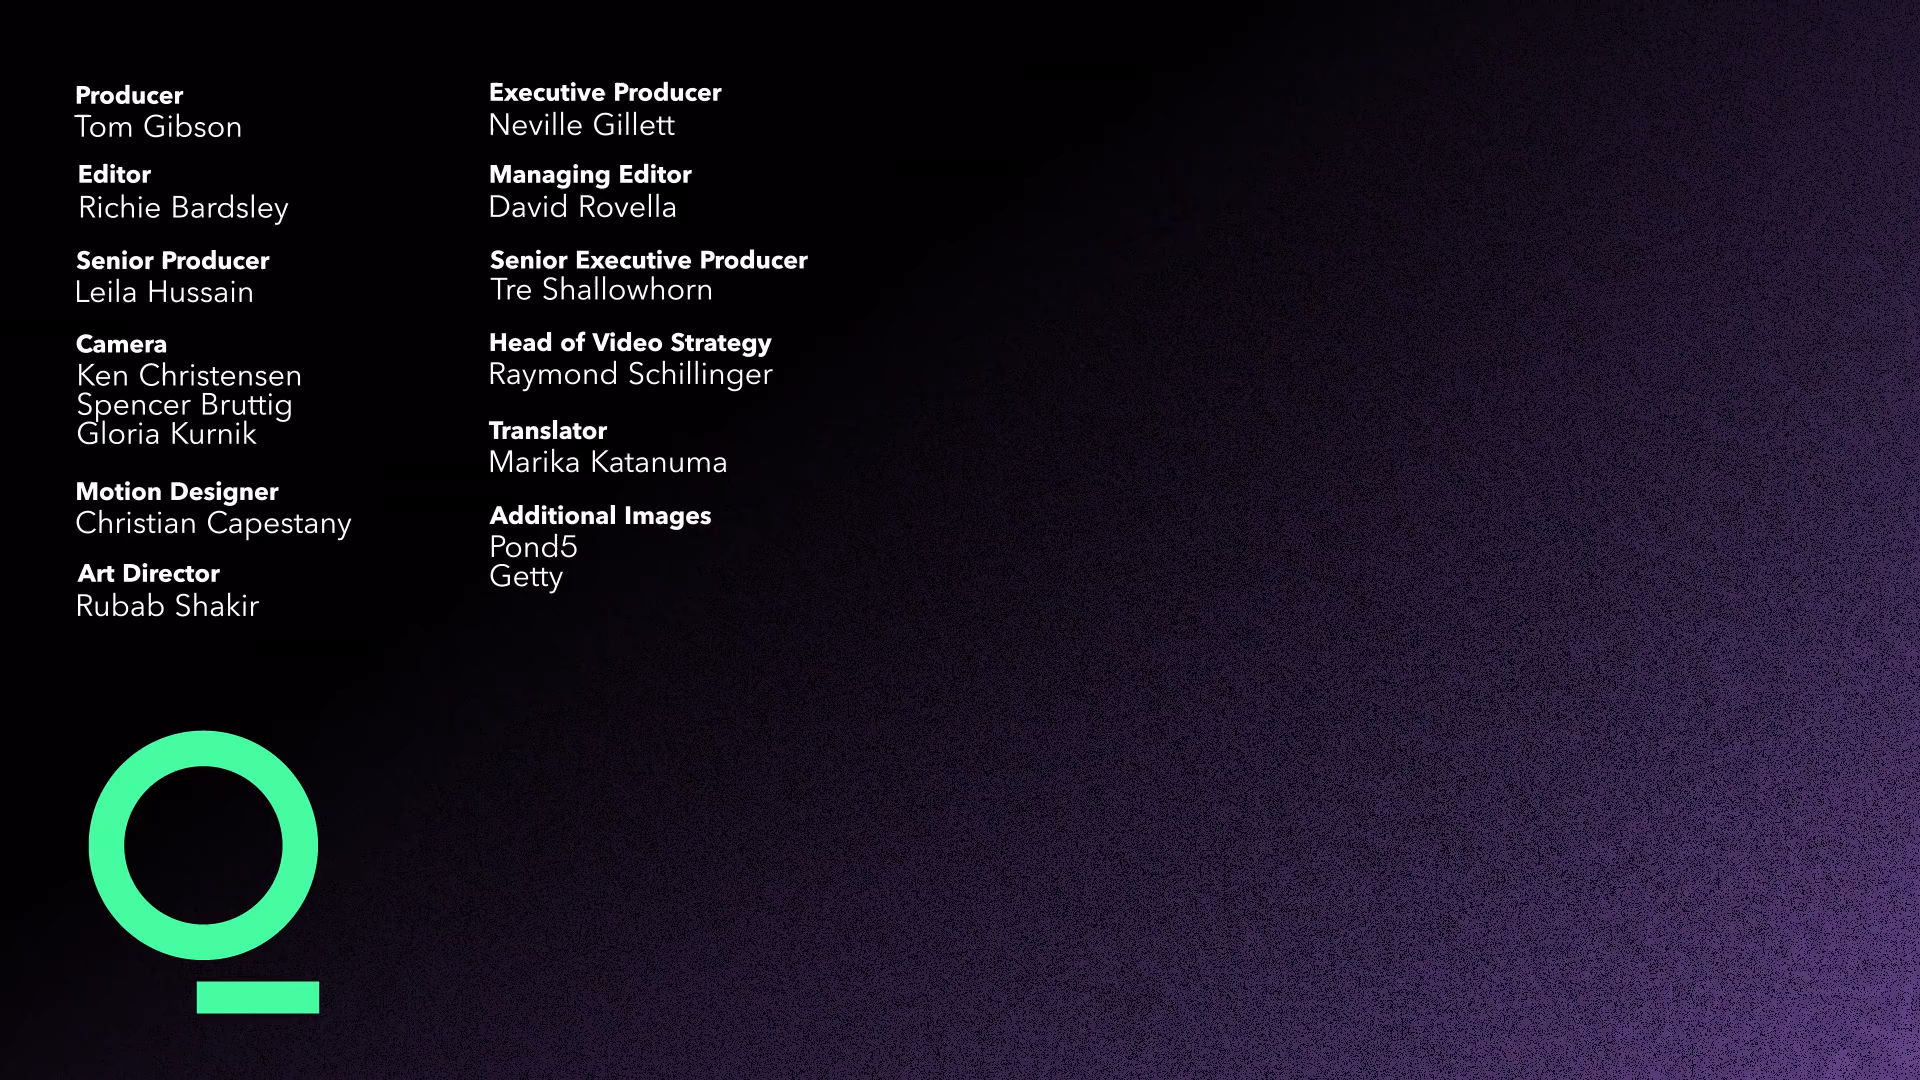 Producer
Tom Gibson
Editor
Richie Bardsley
Senior Producer
Leila Hussain
Camera
Ken Christensen
Spencer Bruttig
Gloria Kurnik
Motion Designer
Christian Capestany
Art Director
Rubab Shakir
Executive Producer
Neville Gillett
Managing Editor
David Rovella
Senior Executive Producer
Tre Shallowhorn
Head of Video Strategy
Raymond Schillinger
Translator
Marika Katanuma
Additional Images
Pond5
Getty